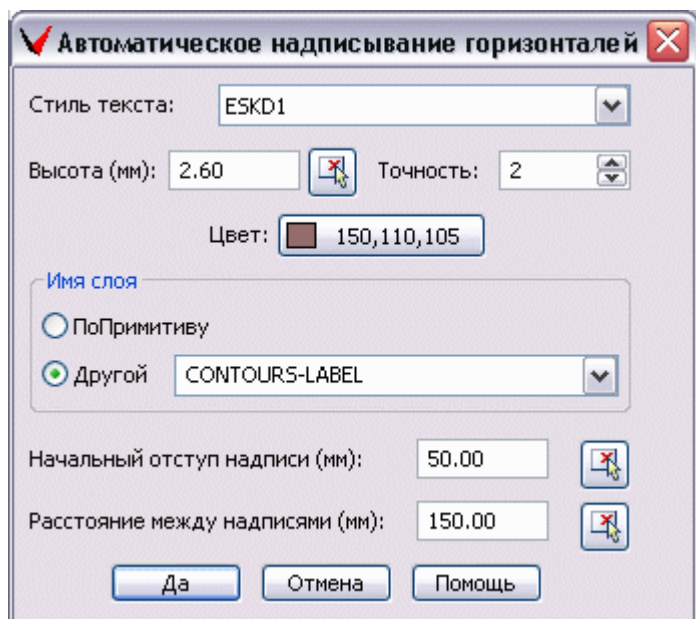 Автоматическое надписывание горизонталей
Стиль текста: ESKD1
Высота (мм): 2.60 Точность: 2
Цвет: 150,110,105
Имя слоя
ПоПримитиву
Другой CONTOURS-LABEL
Начальный отступ надписи (мм): 50.00
Расстояние между надписями (мм): 150.00
Да Отмена Помощь